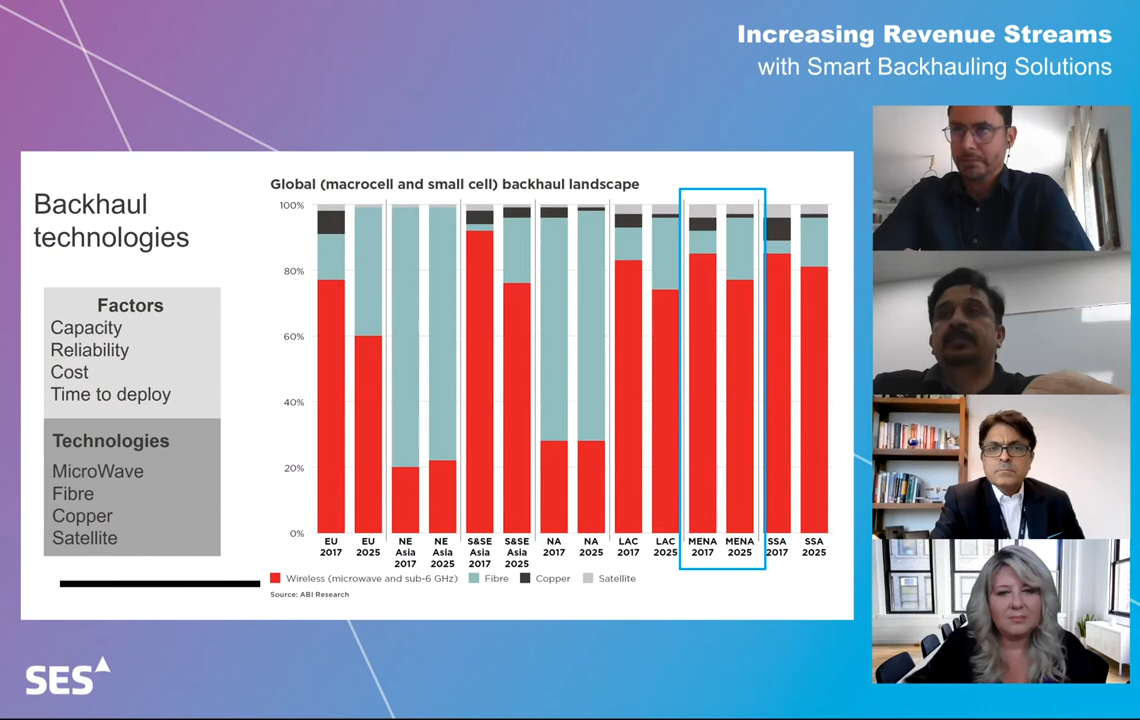 Increasing Revenue Streams
with Smart Backhauling Solutions
Backhaul
technologies
Factors
Capacity
Reliability
Cost
Time to deploy
Technologies
MicroWave
Fibre
Copper
Satellite
Global (macrocell and small cell) backhaul landscape
100%
80%
60%
40%
20%
0%
EU 2017
EU 2025
NE Asia 2017
NE Asia 2025
S&SE Asia 2017
S&SE Asia 2025
NA 2017
NA 2025
LAC 2017
LAC 2025
MENA 2017
MENA 2025
SSA 2017
SSA 2025
Wireless (microwave and sub-6 GHz) Fibre Copper Satellite
Source: ABI Research
SES